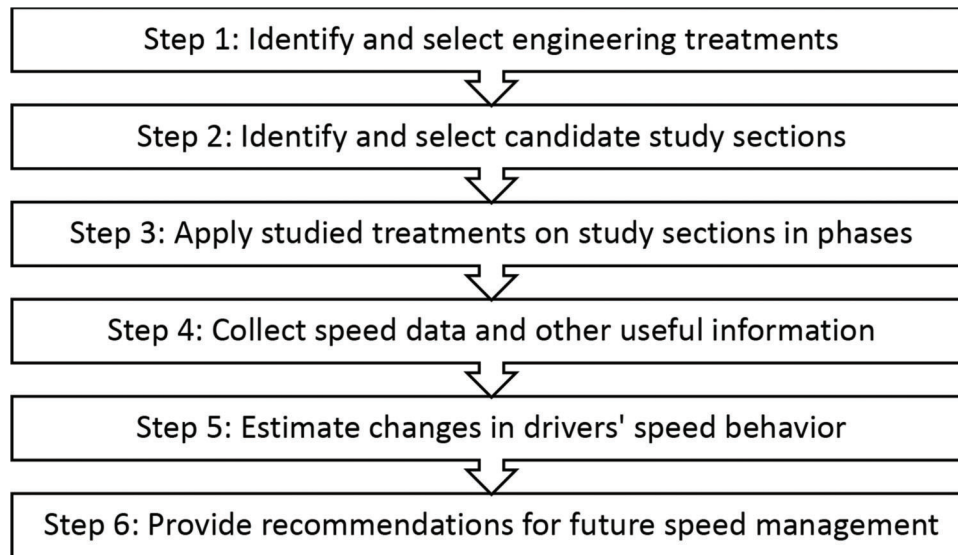 Step 1: Identify and select engineering treatments
Step 2: Identify and select candidate study sections
Step 3: Apply studied treatments on study sections in phases
Step 4: Collect speed data and other useful information
Step 5: Estimate changes in drivers' speed behavior
Step 6: Provide recommendations for future speed management